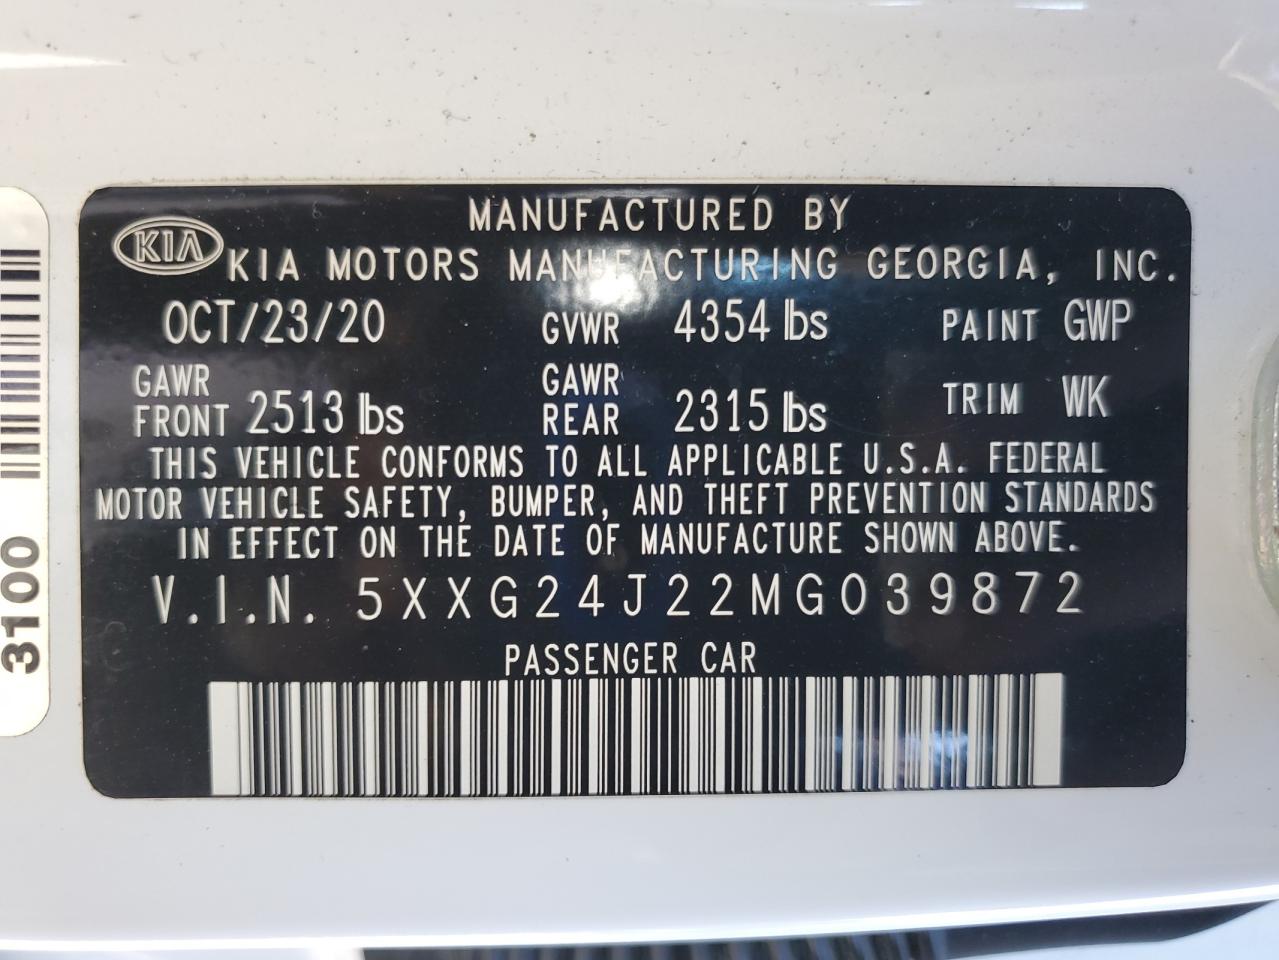 MANUFACTURED BY
KIA KIA MOTORS MANUFACTURING GEORGIA, INC.
OCT/23/20 GVWR 4354 lbs PAINT GWP
GAWR FRONT 2513 lbs GAWR REAR 2315 lbs TRIM WK
THIS VEHICLE CONFORMS TO ALL APPLICABLE U.S.A. FEDERAL
MOTOR VEHICLE SAFETY, BUMPER, AND THEFT PREVENTION STANDARDS
IN EFFECT ON THE DATE OF MANUFACTURE SHOWN ABOVE.
V.I.N. 5XXG24J22MG039872
PASSENGER CAR
3100